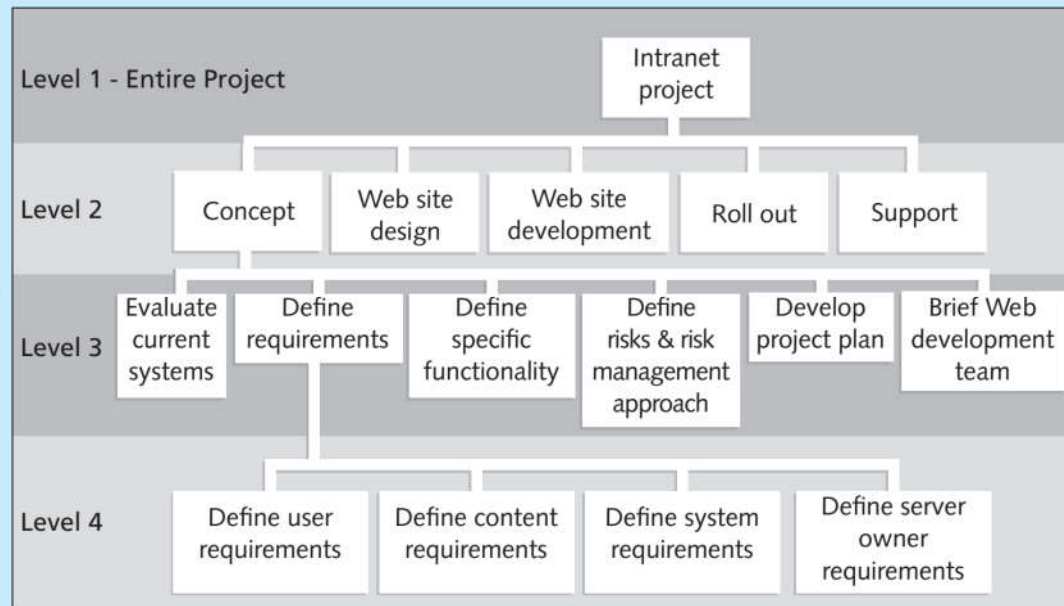 Level 1 - Entire Project
Intranet
project
Level 2
Concept
Web site
design
Web site
development
Roll out
Support
Level 3
Evaluate
current
systems
Define
requirements
Define
specific
functionality
Define
risks & risk
management
approach
Develop
project plan
Brief Web
development
team
Level 4
Define user
requirements
Define content
requirements
Define system
requirements
Define server
owner
requirements